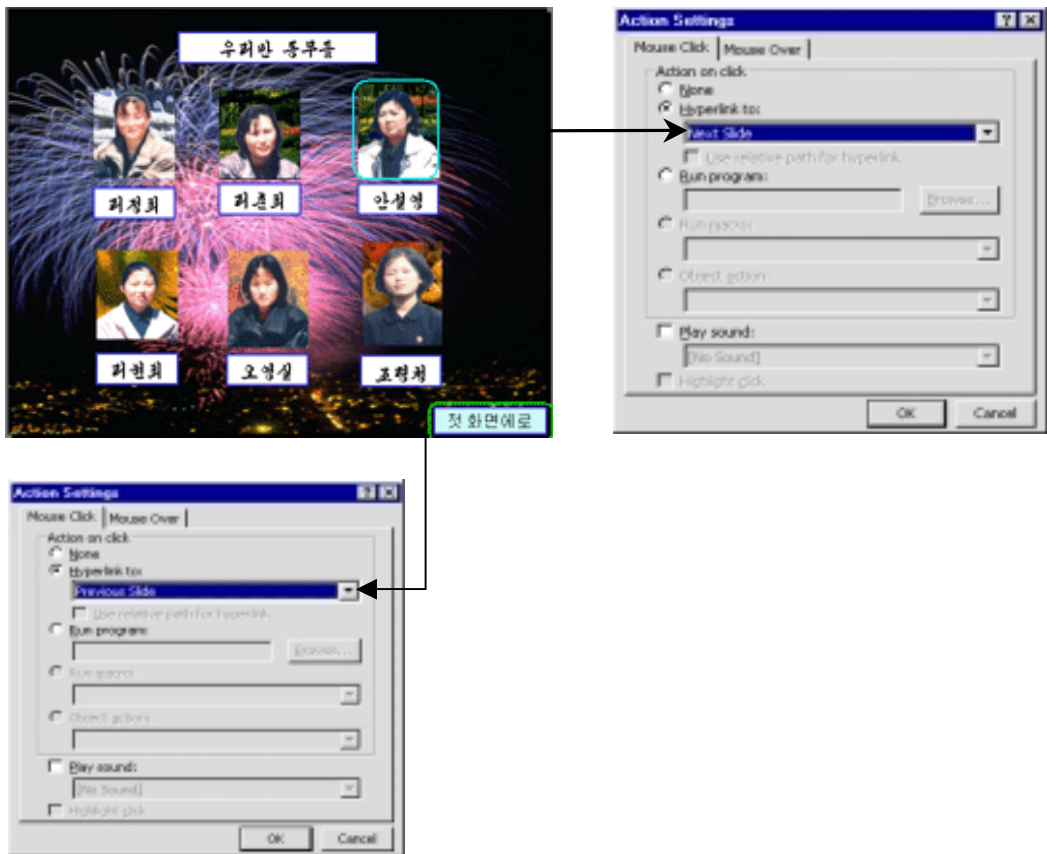 우리반 동무들
리정희
리춘희
안설영
리현희
오영실
첫 화면에로
Action Settings
Mouse Click
Mouse Over
Action on click
None
Hyperlink to:
Next Slide
Use relative path for hyperlink
Run program:
Browse...
Run macro:
Object action:
Play sound:
[No Sound]
Highlight click
OK
Cancel
Action Settings
Mouse Click
Mouse Over
Action on click
None
Hyperlink to:
Previous Slide
Use relative path for hyperlink
Run program:
Browse...
Run macro:
Object action:
Play sound:
[No Sound]
Highlight click
OK
Cancel